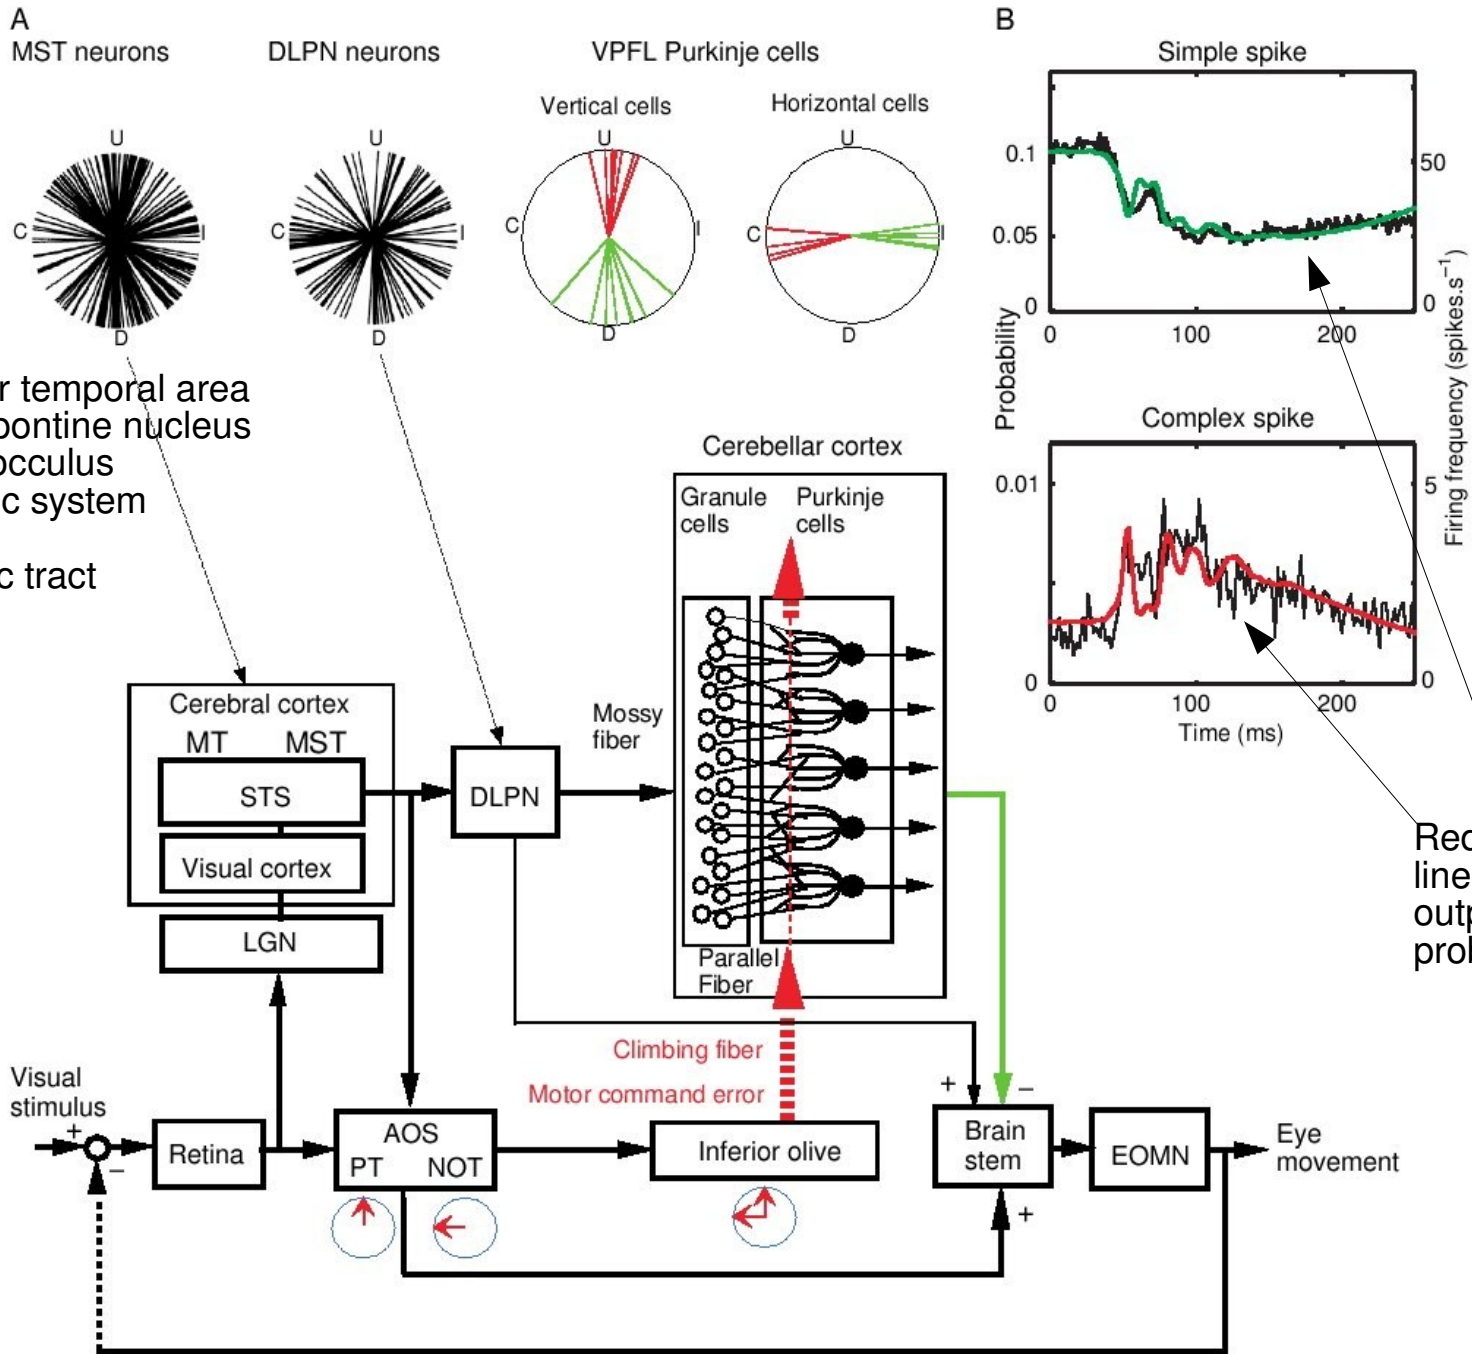 A
MST neurons
DLPN neurons
VPFL Purkinje cells
Vertical cells
Horizontal cells
U
C
I
D
U
C
I
D
U
C
I
D
U
C
I
D
B
Simple spike
0.1
0.05
0
50
0
0
100
200
Probability
Firing frequency (spikes.s⁻¹)
Complex spike
0.01
0
5
0
0
100
200
Time (ms)
temporal area
pontine nucleus
system
tract
Cerebral cortex
MT MST
STS
Visual cortex
LGN
DLPN
Mossy
fiber
Cerebellar cortex
Granule
cells
Purkinje
cells
Parallel
Fiber
Climbing fiber
Motor command error
Visual
stimulus
+
−
Retina
AOS
PT NOT
Inferior olive
+
−
Brain
stem
+
EOMN
Eye
movement
line